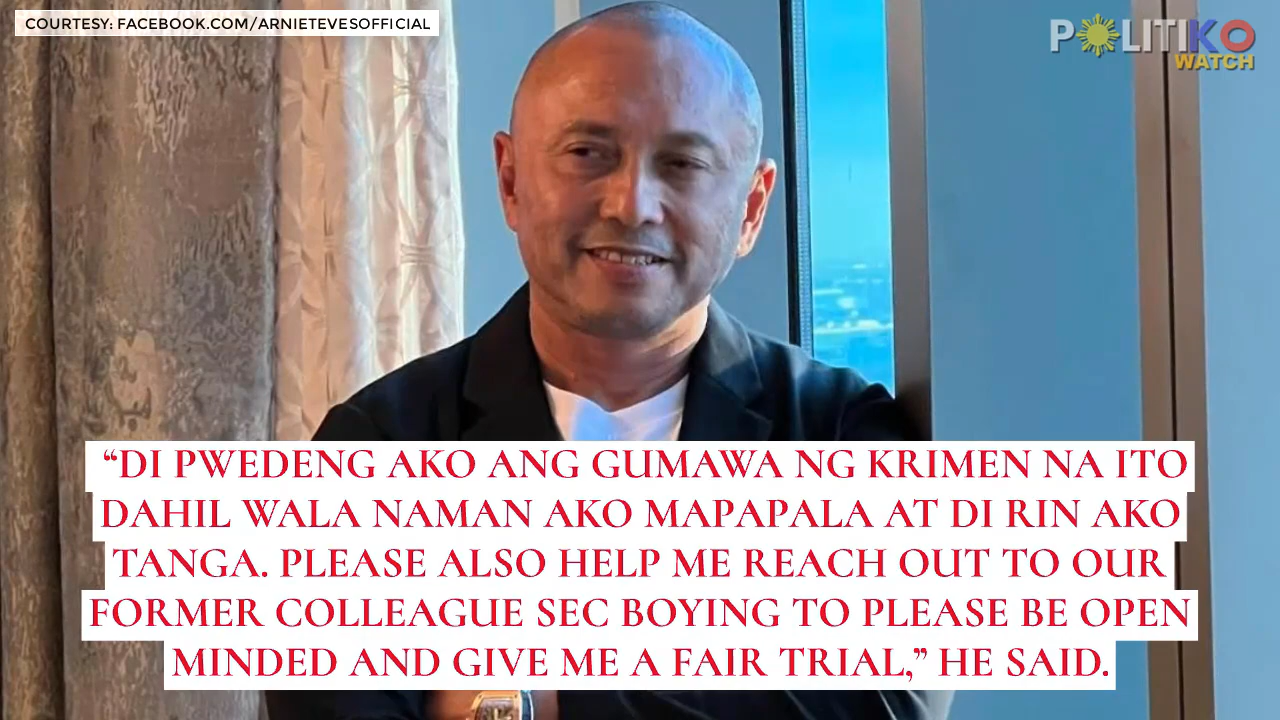 COURTESY: FACEBOOK.COM/ARNIETEVESOFFICIAL
POLITIKO
WATCH
“DI PWEDENG AKO ANG GUMAWA NG KRIMEN NA ITO
DAHIL WALA NAMAN AKO MAPAPALA AT DI RIN AKO
TANGA. PLEASE ALSO HELP ME REACH OUT TO OUR
FORMER COLLEAGUE SEC BOYING TO PLEASE BE OPEN
MINDED AND GIVE ME A FAIR TRIAL,” HE SAID.